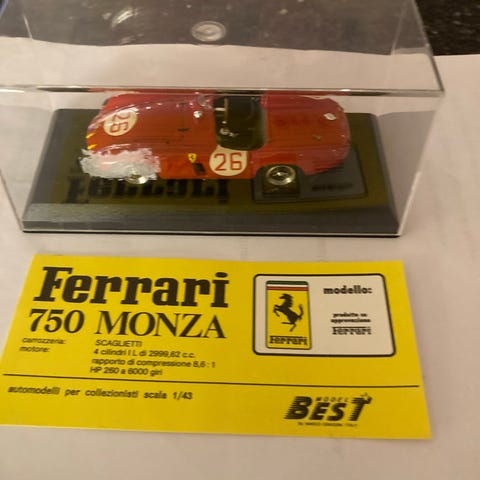 26
26
Ferrari
750 MONZA
carrozzeria: SCAGLIETTI
motore: 4 cilindri I L di 2999,62 c.c.
rapporto di compressione 8,6 : 1
HP 260 a 6000 giri
modello:
prodotto su
approvazione
Ferrari
Ferrari
automodelli per collezionisti scala 1/43
MODEL
BEST